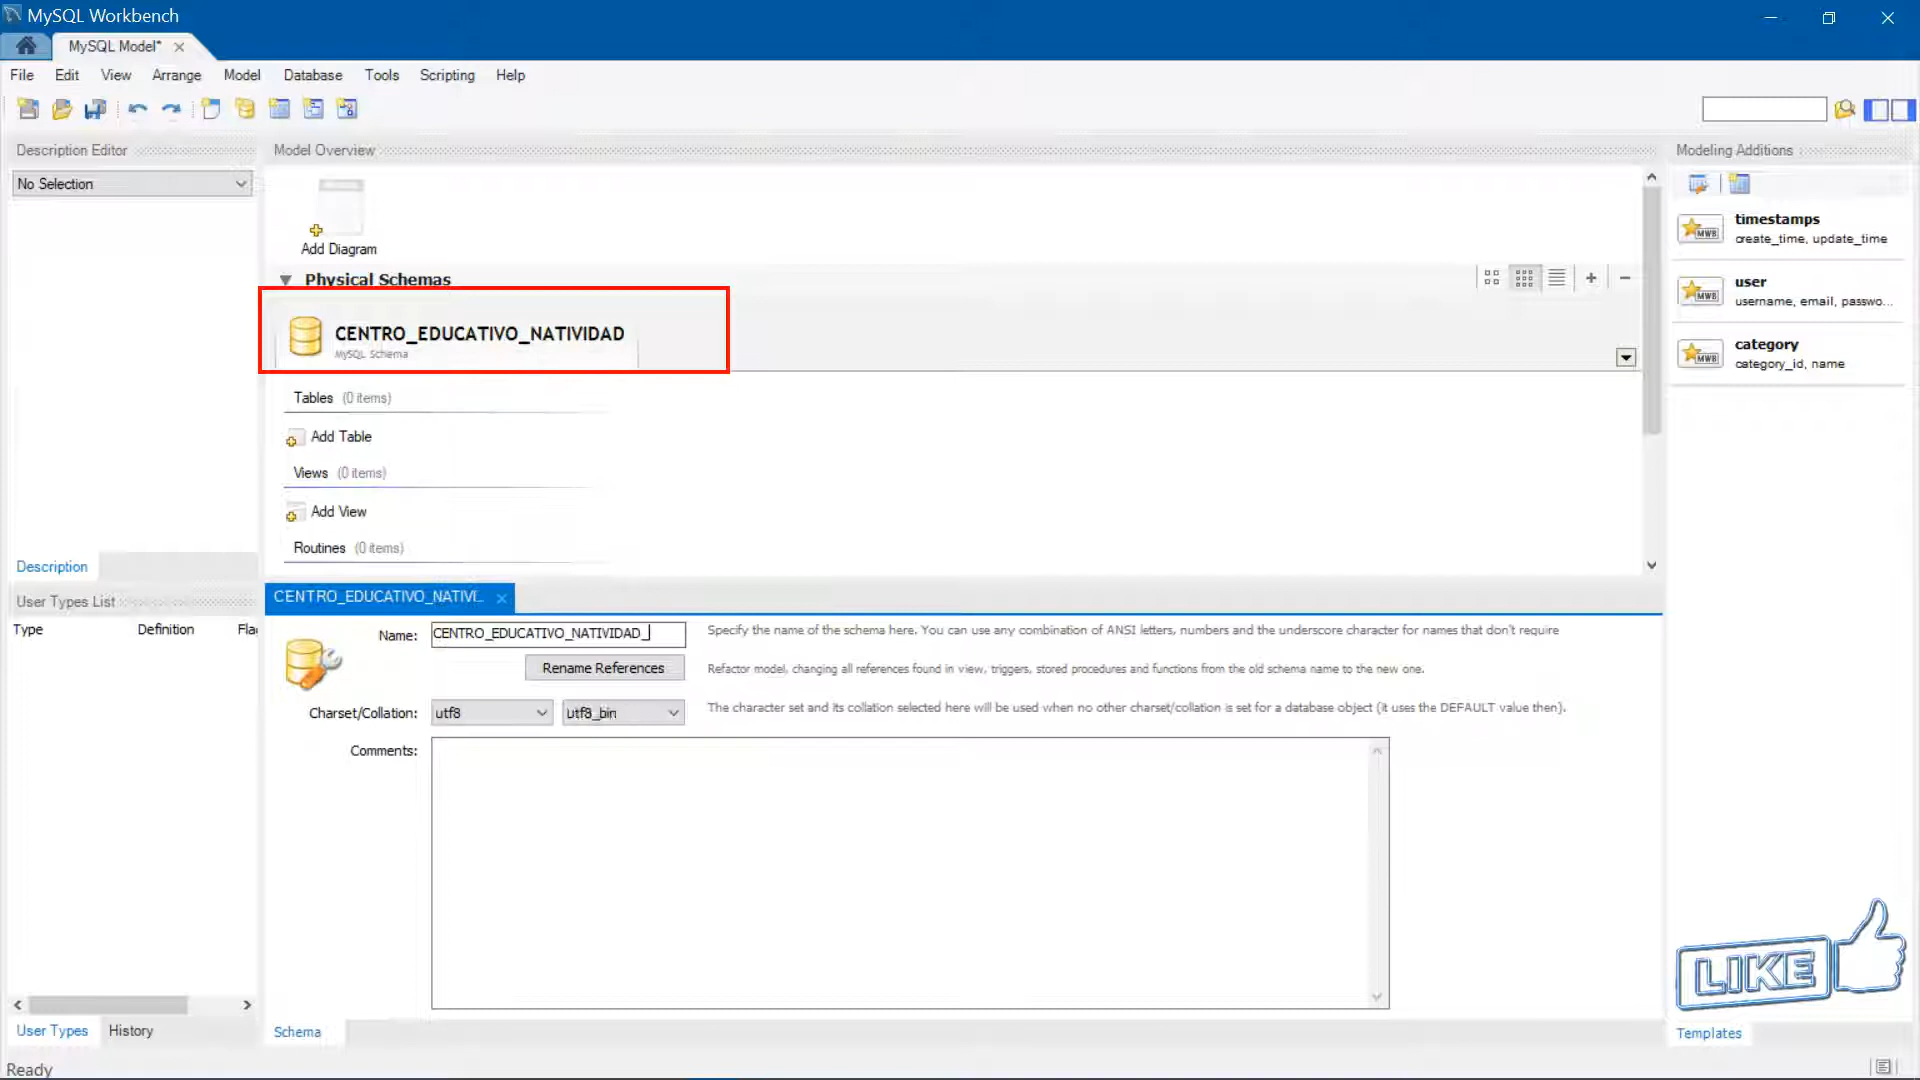 MySQL Workbench
MySQL Model*
File Edit View Arrange Model Database Tools Scripting Help
Description Editor
No Selection
Description
User Types List
Type Definition Fla
User Types History
Model Overview
Add Diagram
Physical Schemas
CENTRO_EDUCATIVO_NATIVIDAD
MySQL Schema
Tables (0 items)
Add Table
Views (0 items)
Add View
Routines (0 items)
CENTRO_EDUCATIVO_NATIVI...
Name: CENTRO_EDUCATIVO_NATIVIDAD_
Specify the name of the schema here. You can use any combination of ANSI letters, numbers and the underscore character for names that don't require
Rename References
Refactor model, changing all references found in view, triggers, stored procedures and functions from the old schema name to the new one.
Charset/Collation: utf8 utf8_bin
The character set and its collation selected here will be used when no other charset/collation is set for a database object (it uses the DEFAULT value then).
Comments:
Schema
Modeling Additions
MWB
timestamps
create_time, update_time
MWB
user
username, email, passwo...
MWB
category
category_id, name
LIKE
Templates
Ready